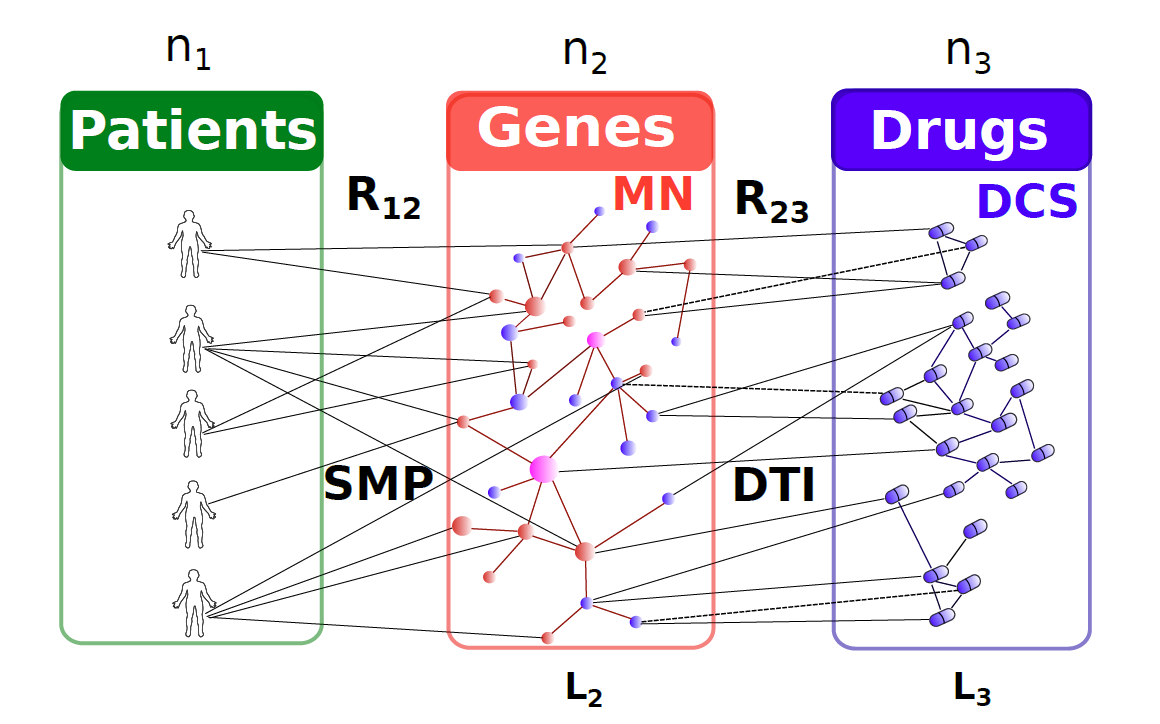 n₁ n₂ n₃
Patients Genes Drugs
R₁₂ MN R₂₃ DCS
SMP DTI
L₂ L₃